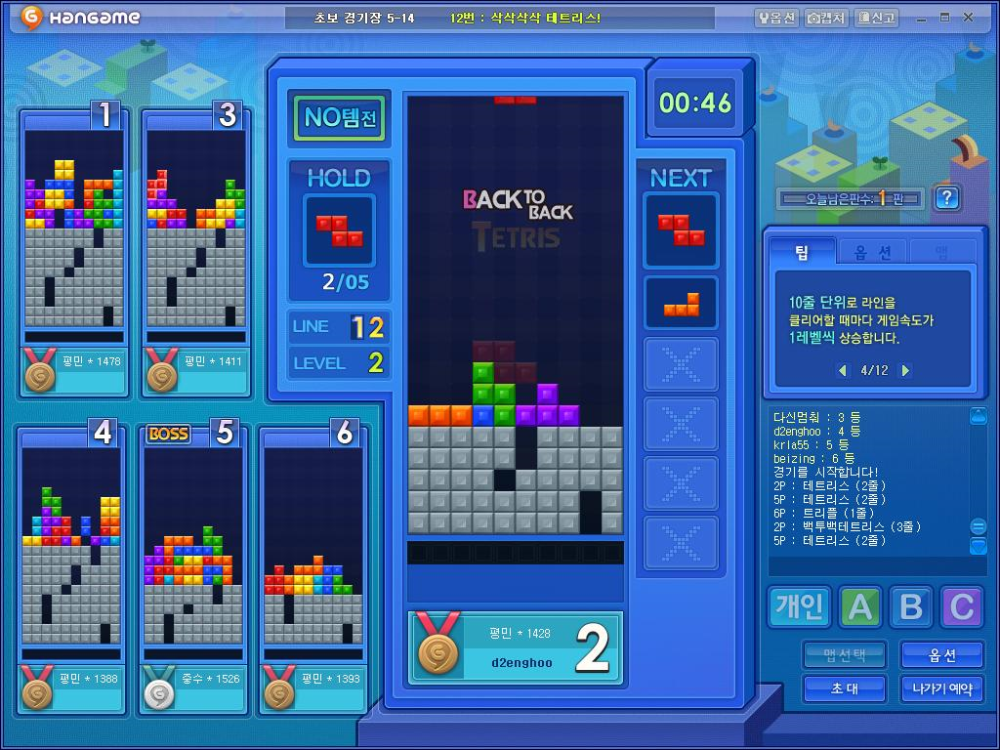 HANGAME
초보 경기장 5-14 12번 : 삭삭삭삭 테트리스!
옵션 캡쳐 신고
1
3
NO템전
00:46
HOLD
NEXT
BACK TO BACK
TETRIS
오늘남은판수: 1 판
?
2/05
팁 옵 션 맵
LINE 12
LEVEL 2
10줄 단위로 라인을
클리어할 때마다 게임속도가
1레벨씩 상승합니다.
4/12
평민 * 1478
평민 * 1411
4
BOSS 5
6
다신멈춰 : 3 등
d2enghoo : 4 등
krla55 : 5 등
beizing : 6 등
경기를 시작합니다!
2P : 테트리스 (2줄)
5P : 테트리스 (2줄)
6P : 트리플 (1줄)
2P : 백투백테트리스 (3줄)
5P : 테트리스 (2줄)
개인 A B C
평민 * 1428
d2enghoo
2
맵선택 옵 션
초 대 나가기 예약
평민 * 1388
중수 * 1526
평민 * 1393